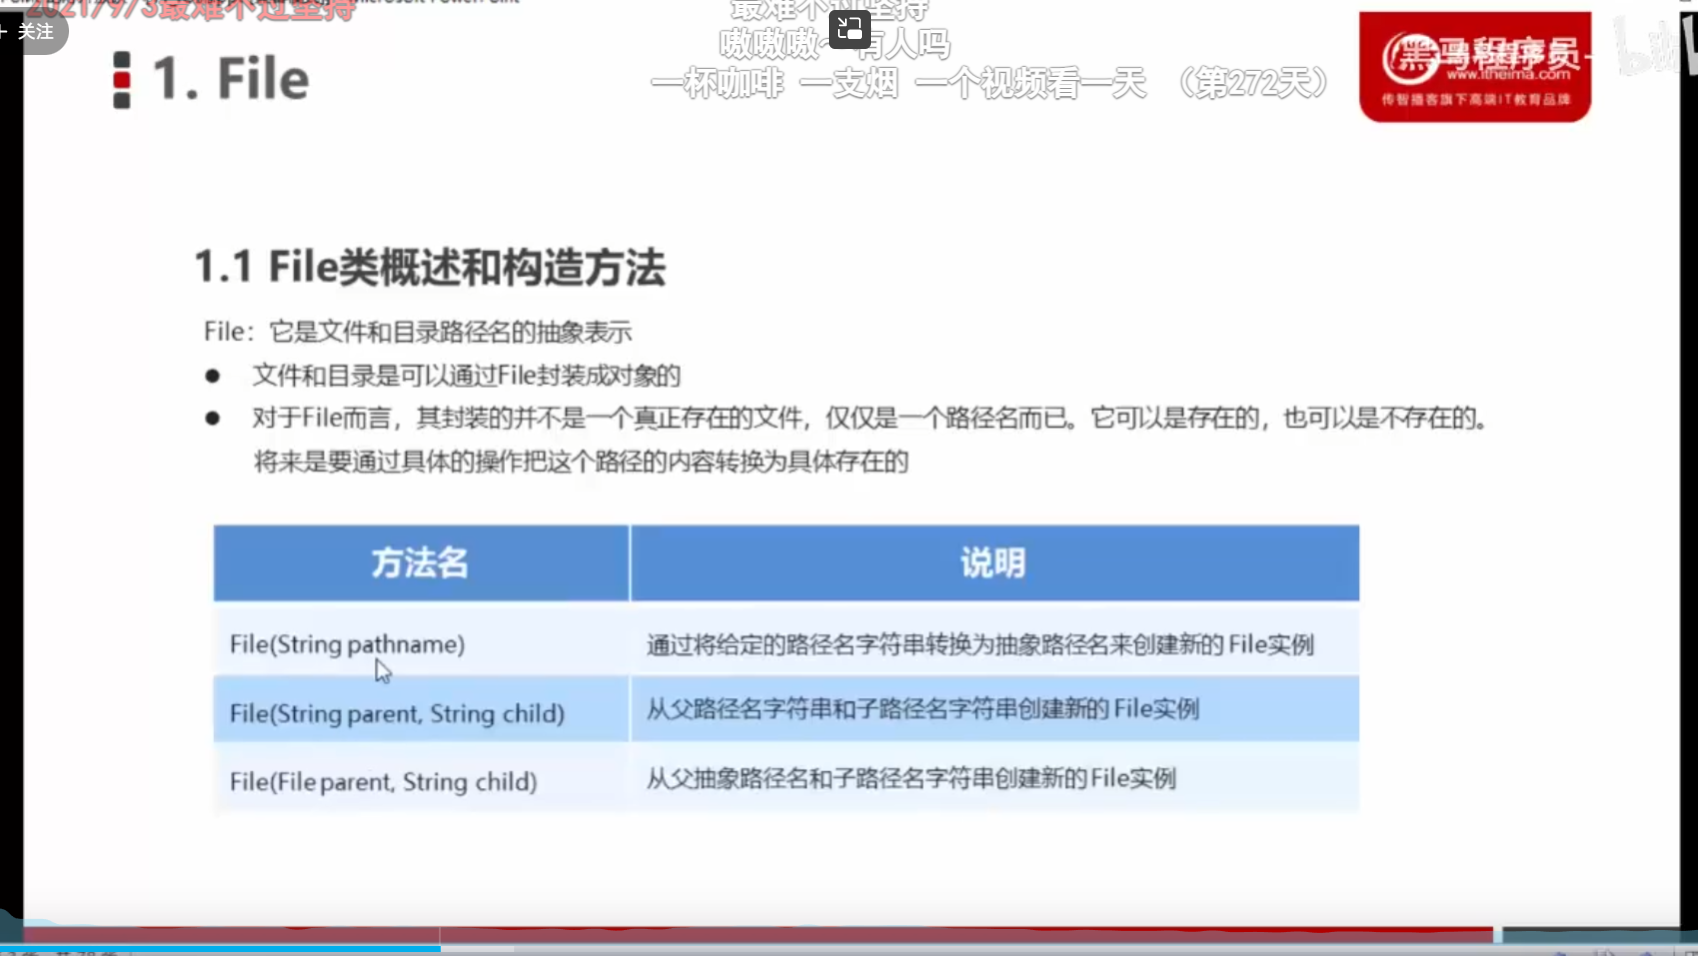 2021/9/3最难不过坚持
最难不过坚持
+ 关注
嗷嗷嗷~有人吗
1. File
一杯咖啡 一支烟 一个视频看一天 （第272天）
黑马程序员
www.itheima.com
传智播客旗下高端IT教育品牌
1.1 File类概述和构造方法
File：它是文件和目录路径名的抽象表示
● 文件和目录是可以通过File封装成对象的
● 对于File而言，其封装的并不是一个真正存在的文件，仅仅是一个路径名而已。它可以是存在的，也可以是不存在的。
将来是要通过具体的操作把这个路径的内容转换为具体存在的
方法名 说明
File(String pathname) 通过将给定的路径名字符串转换为抽象路径名来创建新的 File实例
File(String parent, String child) 从父路径名字符串和子路径名字符串创建新的 File实例
File(File parent, String child) 从父抽象路径名和子路径名字符串创建新的 File实例